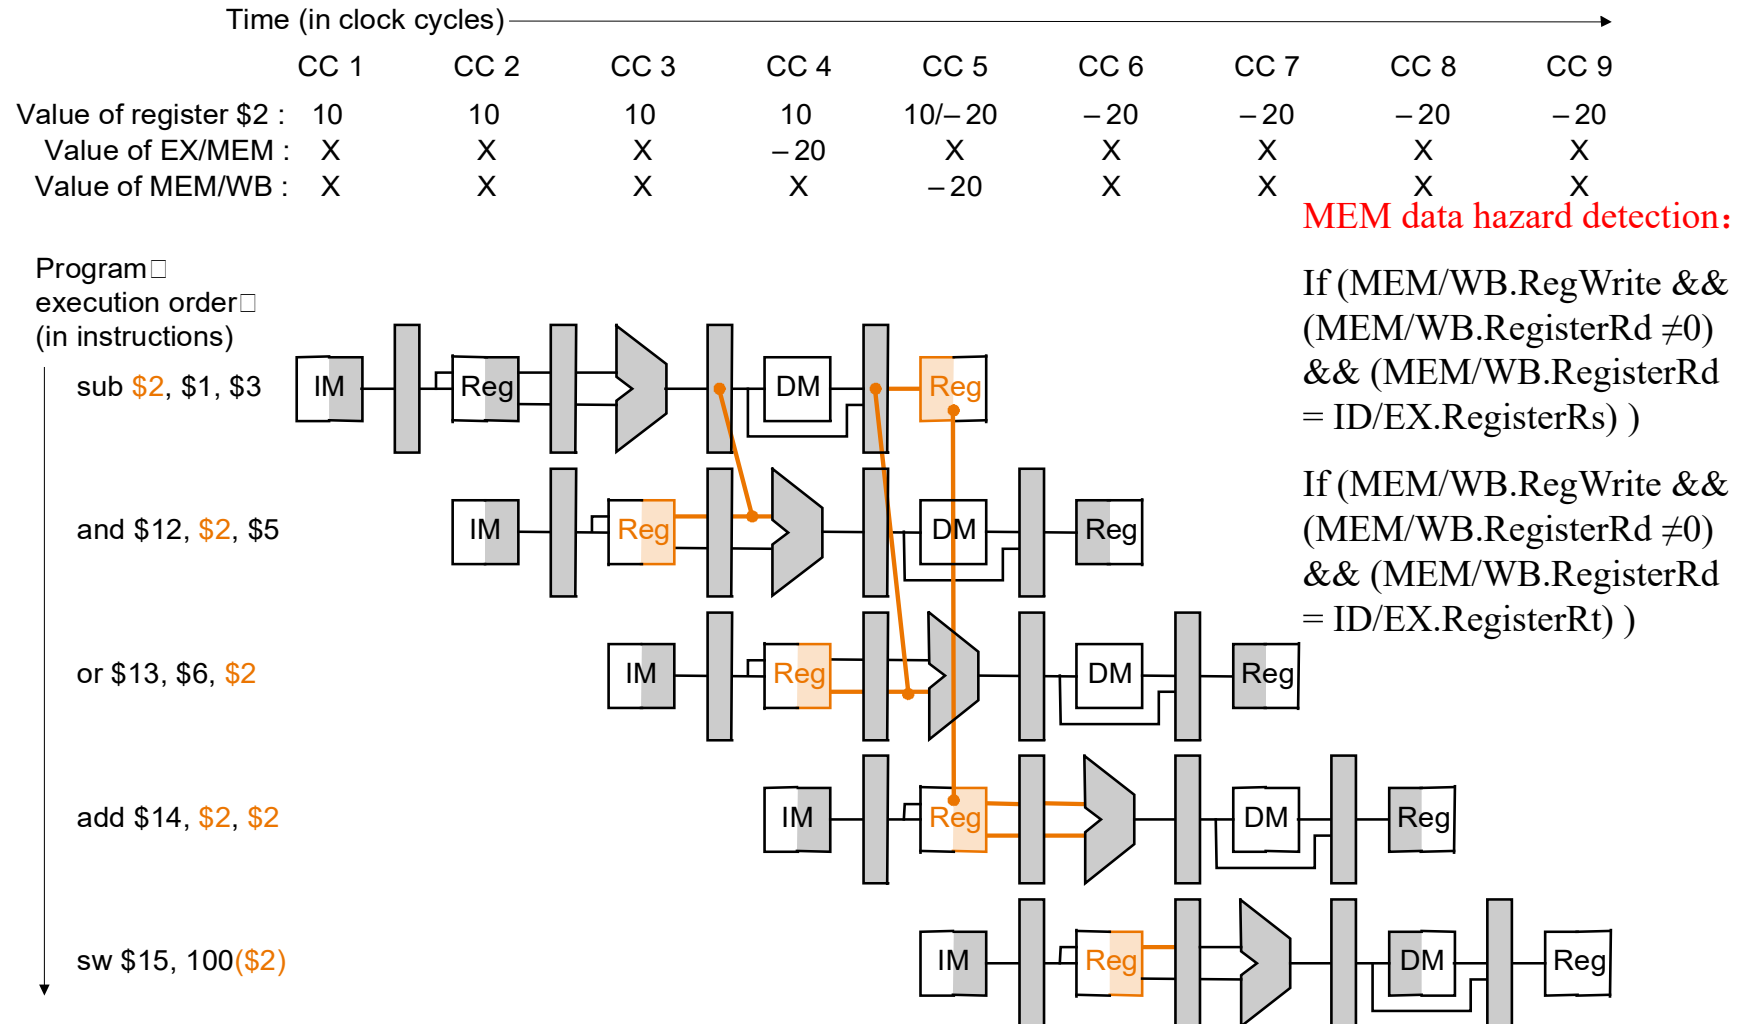 Time (in clock cycles)
CC 1 CC 2 CC 3 CC 4 CC 5 CC 6 CC 7 CC 8 CC 9
Value of register $2 : 10 10 10 10 10/– 20 – 20 – 20 – 20 – 20
Value of EX/MEM : X X X – 20 X X X X X
Value of MEM/WB : X X X X – 20 X X X X
MEM data hazard detection：
If (MEM/WB.RegWrite &&
(MEM/WB.RegisterRd ≠0)
&& (MEM/WB.RegisterRd
= ID/EX.RegisterRs) )
If (MEM/WB.RegWrite &&
(MEM/WB.RegisterRd ≠0)
&& (MEM/WB.RegisterRd
= ID/EX.RegisterRt) )
Program□
execution order□
(in instructions)
sub $2, $1, $3 IM Reg DM Reg
and $12, $2, $5 IM Reg DM Reg
or $13, $6, $2 IM Reg DM Reg
add $14, $2, $2 IM Reg DM Reg
sw $15, 100($2) IM Reg DM Reg